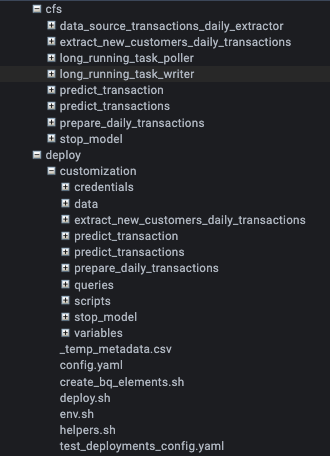 cfs
data_source_transactions_daily_extractor
extract_new_customers_daily_transactions
long_running_task_poller
long_running_task_writer
predict_transaction
predict_transactions
prepare_daily_transactions
stop_model
deploy
customization
credentials
data
extract_new_customers_daily_transactions
predict_transaction
predict_transactions
prepare_daily_transactions
queries
scripts
stop_model
variables
_temp_metadata.csv
config.yaml
create_bq_elements.sh
deploy.sh
env.sh
helpers.sh
test_deployments_config.yaml